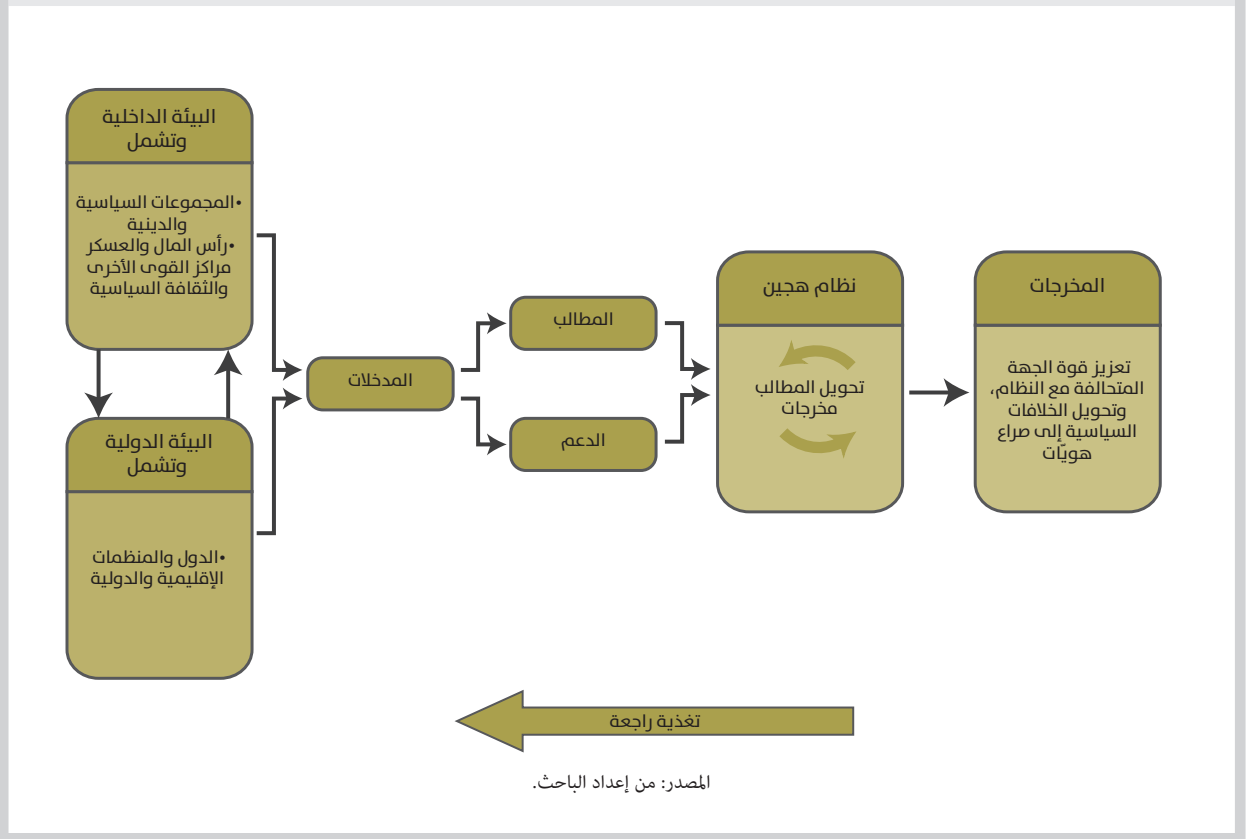 البيئة الداخلية
وتشمل
•المجموعات السياسية
والدينية
•رأس المال والعسكر
مراكز القوى الأخرى
والثقافة السياسية
البيئة الدولية
وتشمل
•الدول والمنظمات
الإقليمية والدولية
المدخلات
المطالب
الدعم
نظام هجين
تحويل المطالب
مخرجات
المخرجات
تعزيز قوة الجهة
المتحالفة مع النظام،
وتحويل الخلافات
السياسية إلى صراع
هويّات
تغذية راجعة
المصدر: من إعداد الباحث.